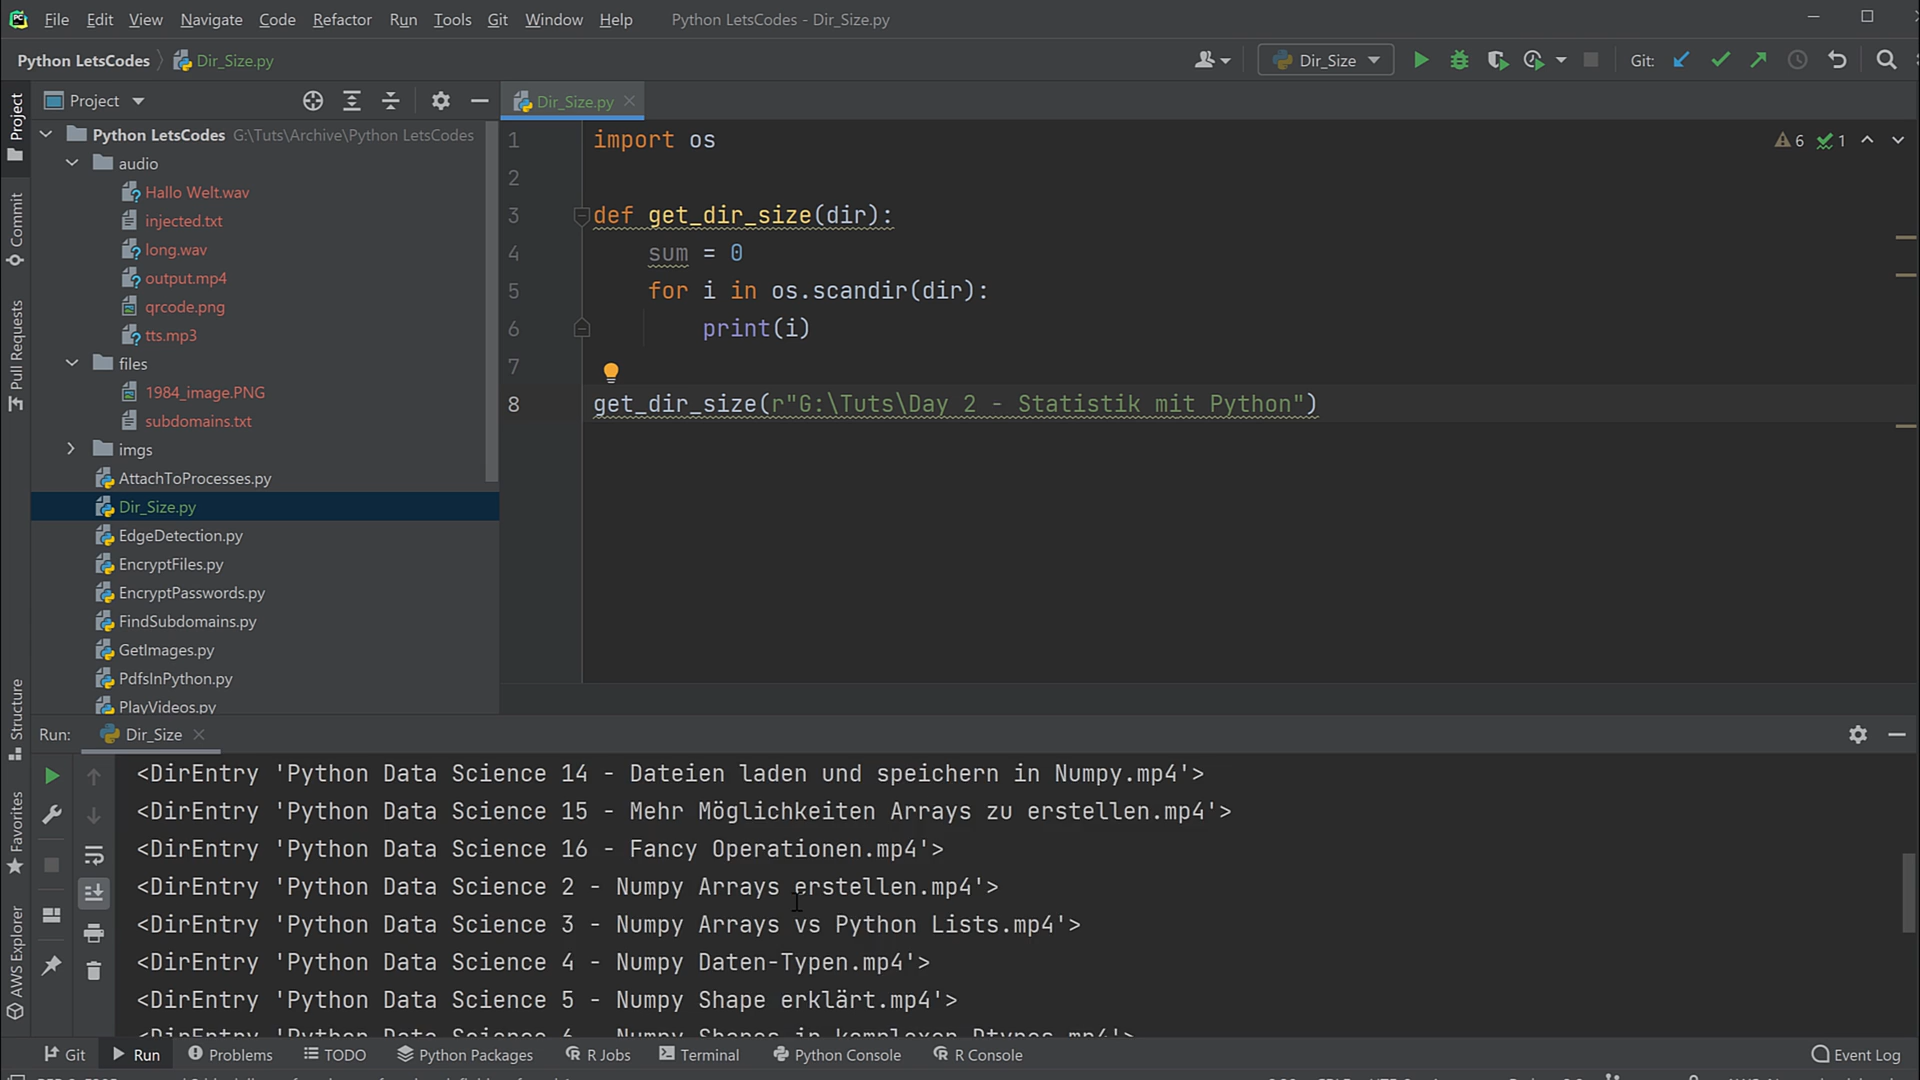 File Edit View Navigate Code Refactor Run Tools Git Window Help Python LetsCodes - Dir_Size.py
Python LetsCodes Dir_Size.py Dir_Size Git:
Project Dir_Size.py
Project
Commit
Pull Requests
Structure
Favorites
AWS Explorer
Python LetsCodes G:\Tuts\Archive\Python LetsCodes
audio
Hallo Welt.wav
injected.txt
long.wav
output.mp4
qrcode.png
tts.mp3
files
1984_image.PNG
subdomains.txt
imgs
AttachToProcesses.py
Dir_Size.py
EdgeDetection.py
EncryptFiles.py
EncryptPasswords.py
FindSubdomains.py
GetImages.py
PdfsInPython.py
PlayVideos.py
6 1
1 import os
2
3 def get_dir_size(dir):
4 sum = 0
5 for i in os.scandir(dir):
6 print(i)
7
8 get_dir_size(r"G:\Tuts\Day 2 - Statistik mit Python")
Run: Dir_Size
<DirEntry 'Python Data Science 14 - Dateien laden und speichern in Numpy.mp4'>
<DirEntry 'Python Data Science 15 - Mehr Möglichkeiten Arrays zu erstellen.mp4'>
<DirEntry 'Python Data Science 16 - Fancy Operationen.mp4'>
<DirEntry 'Python Data Science 2 - Numpy Arrays erstellen.mp4'>
<DirEntry 'Python Data Science 3 - Numpy Arrays vs Python Lists.mp4'>
<DirEntry 'Python Data Science 4 - Numpy Daten-Typen.mp4'>
<DirEntry 'Python Data Science 5 - Numpy Shape erklärt.mp4'>
<DirEntry 'Python Data Science 6 - Numpy Shapes in komplexen Dtypes.mp4'>
Git Run Problems TODO Python Packages R Jobs Terminal Python Console R Console Event Log